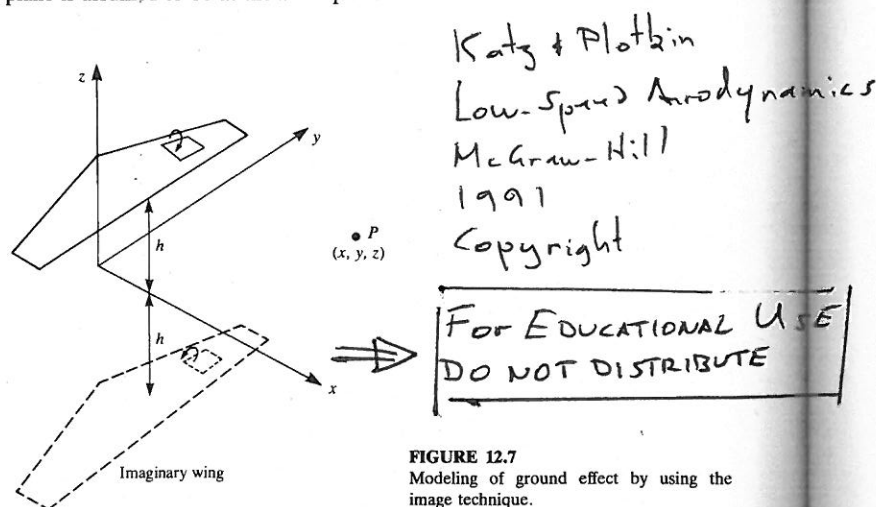 z
y
h
P
(x, y, z)
h
x
Imaginary wing
Katz & Plotkin
Low-Speed Aerodynamics
McGraw-Hill
1991
Copyright
FOR EDUCATIONAL USE
DO NOT DISTRIBUTE
FIGURE 12.7
Modeling of ground effect by using the
image technique.